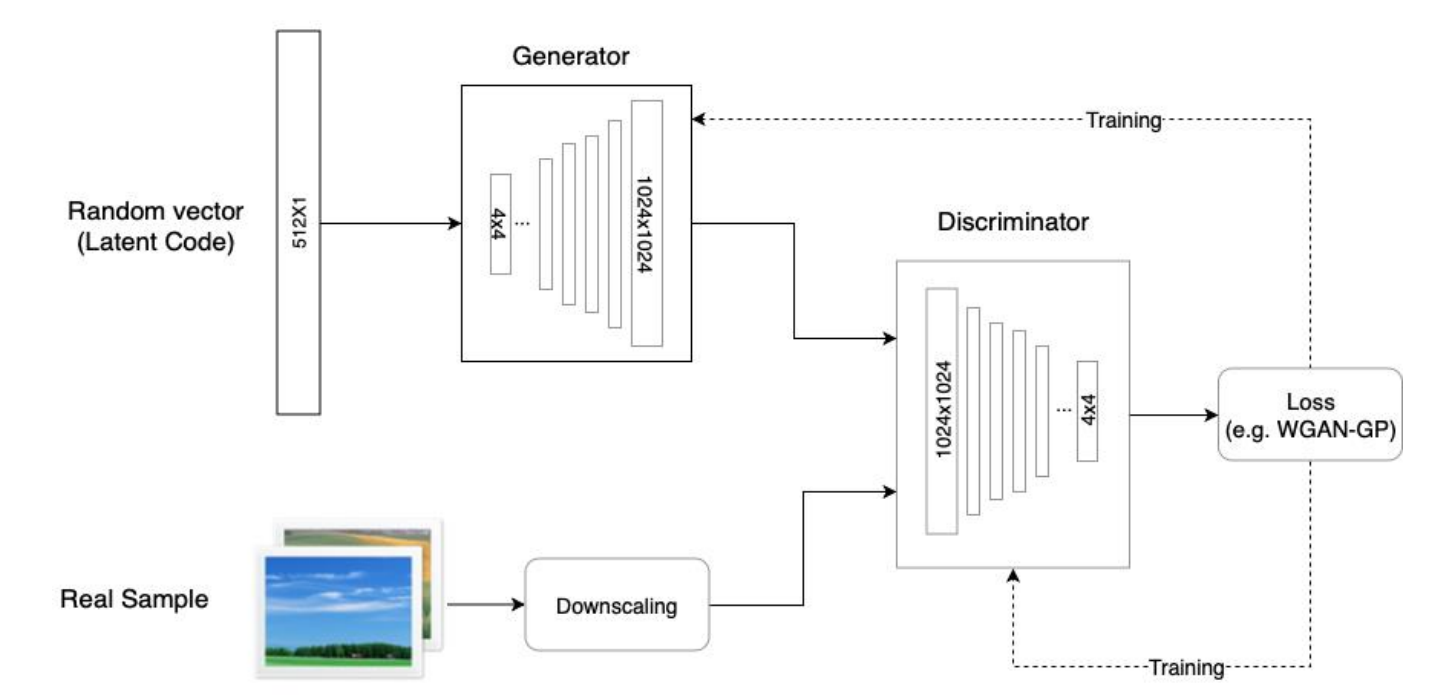 Generator
Training
Random vector
(Latent Code)
512X1
4x4
...
1024x1024
Discriminator
1024x1024
...
4x4
Loss
(e.g. WGAN-GP)
Real Sample
Downscaling
Training